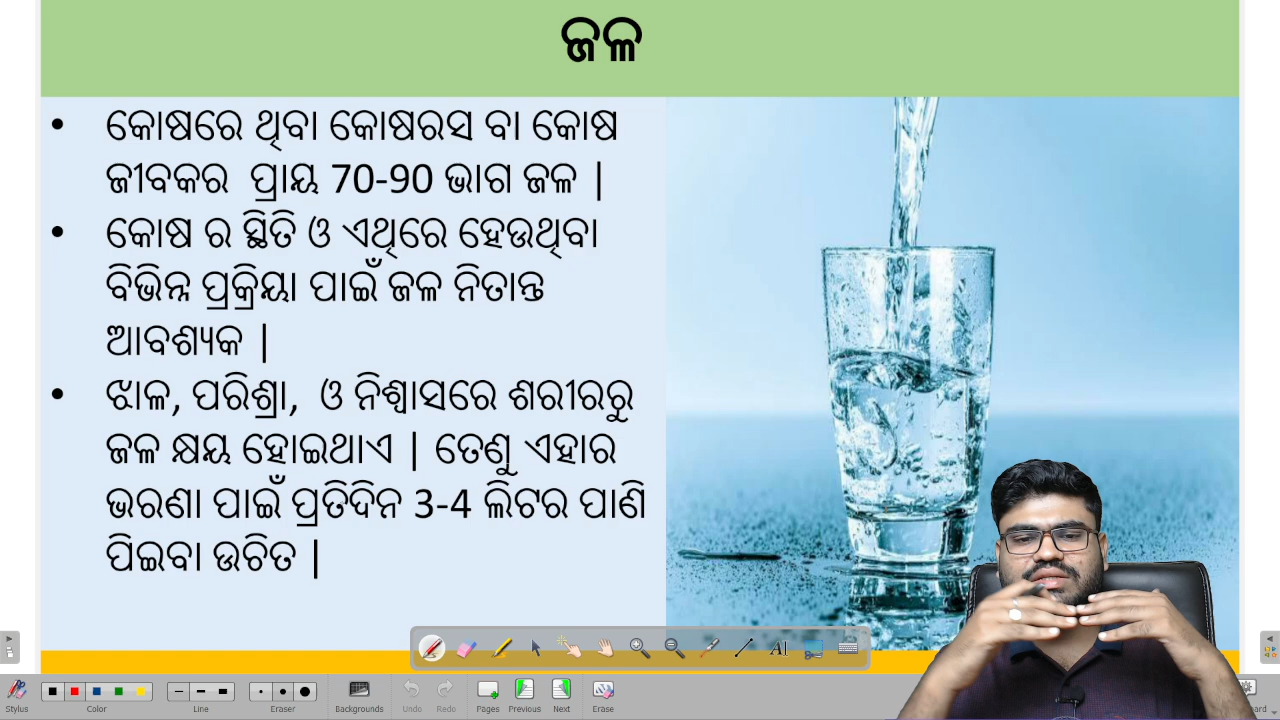 ଜଳ
• କୋଷରେ ଥିବା କୋଷରସ ବା କୋଷ
ଜୀବକର ପ୍ରାୟ 70-90 ଭାଗ ଜଳ |
• କୋଷ ର ସ୍ଥିତି ଓ ଏଥିରେ ହେଉଥିବା
ବିଭିନ୍ନ ପ୍ରକ୍ରିୟା ପାଇଁ ଜଳ ନିତାନ୍ତ
ଆବଶ୍ୟକ |
• ଝାଳ, ପରିଶ୍ରା, ଓ ନିଶ୍ୱାସରେ ଶରୀରରୁ
ଜଳ କ୍ଷୟ ହୋଇଥାଏ | ତେଣୁ ଏହାର
ଭରଣା ପାଇଁ ପ୍ରତିଦିନ 3-4 ଲିଟର ପାଣି
ପିଇବା ଉଚିତ |
Stylus Color Line Eraser Backgrounds Undo Redo Pages Previous Next Erase